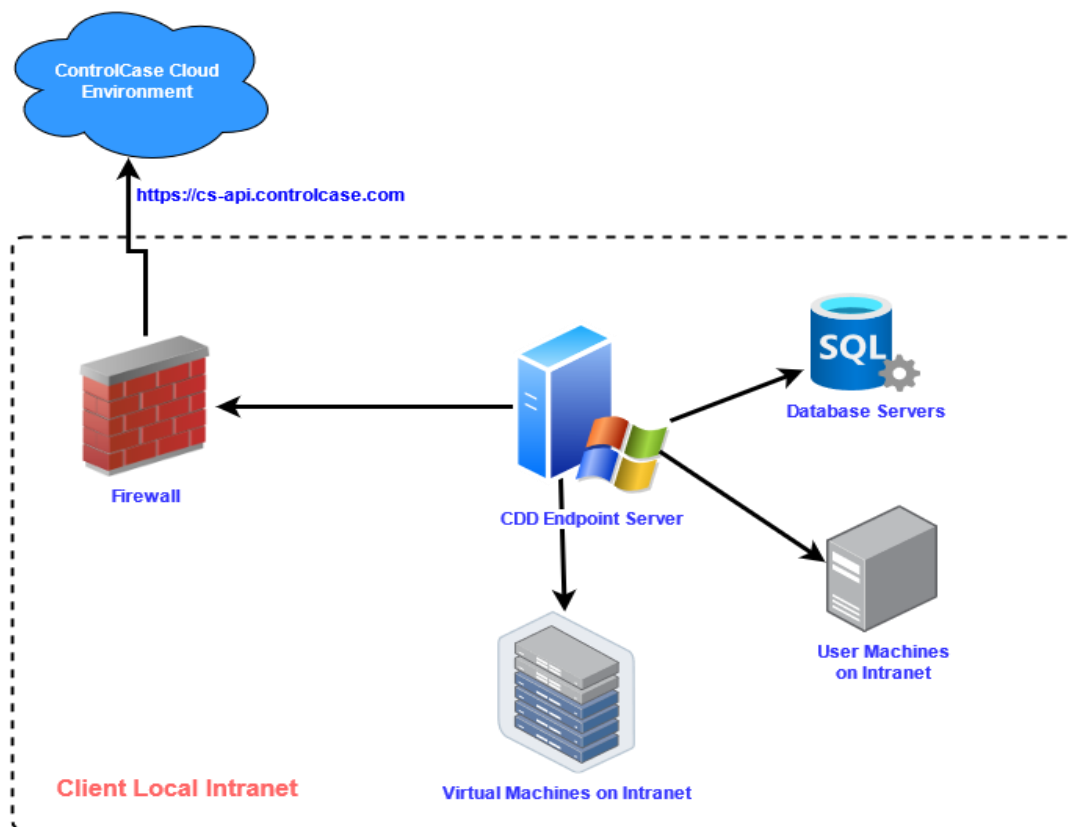 ControlCase Cloud
Environment
https://cs-api.controlcase.com
SQL
Database Servers
Firewall
CDD Endpoint Server
User Machines
on Intranet
Client Local Intranet
Virtual Machines on Intranet